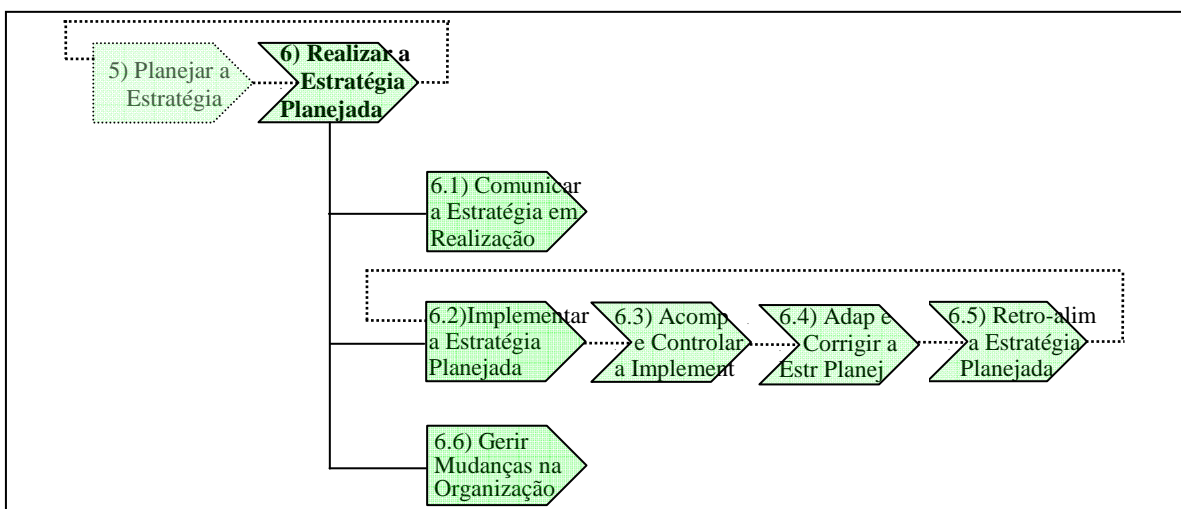 5) Planejar a
Estratégia
6) Realizar a
Estratégia
Planejada
6.1) Comunicar
a Estratégia em
Realização
6.2)Implementar
a Estratégia
Planejada
6.3) Acomp
e Controlar
a Implement
6.4) Adap e
Corrigir a
Estr Planej
6.5) Retro-alim
a Estratégia
Planejada
6.6) Gerir
Mudanças na
Organização